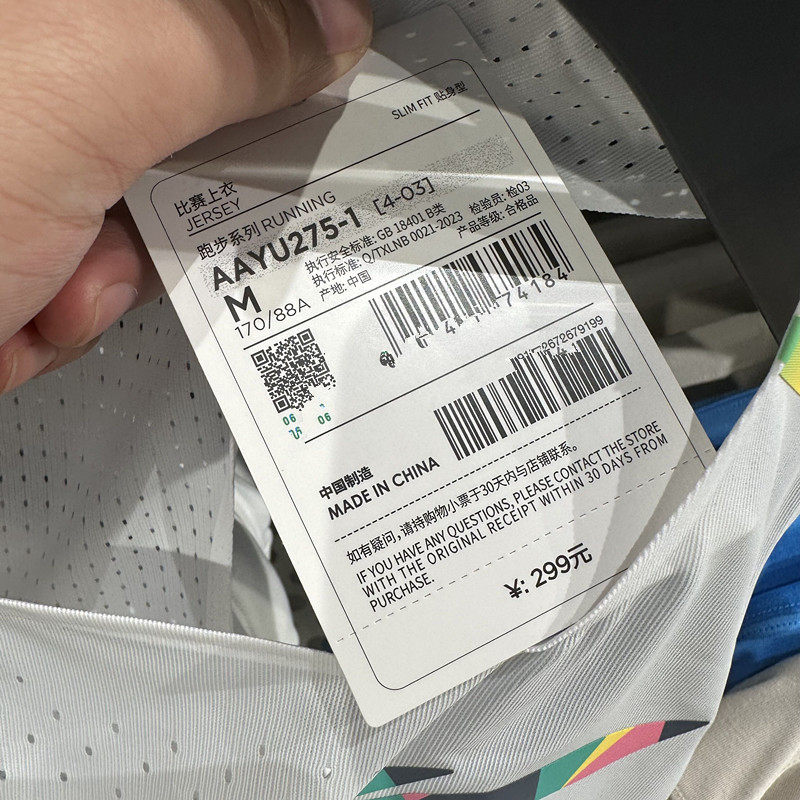 SLIM FIT 贴身型
比赛上衣
JERSEY
跑步系列 RUNNING
AAYU275-1 [4-03]
M
170/88A
执行安全标准: GB 18401 B类 检验员: 检03
执行标准: Q/TXLNB 0021-2023 产品等级: 合格品
产地: 中国
74184
2672679199
06
06
中国制造
MADE IN CHINA
如有疑问,请持购物小票于30天内与店铺联系。
IF YOU HAVE ANY QUESTIONS, PLEASE CONTACT THE STORE
WITH THE ORIGINAL RECEIPT WITHIN 30 DAYS FROM
PURCHASE.
¥: 299元